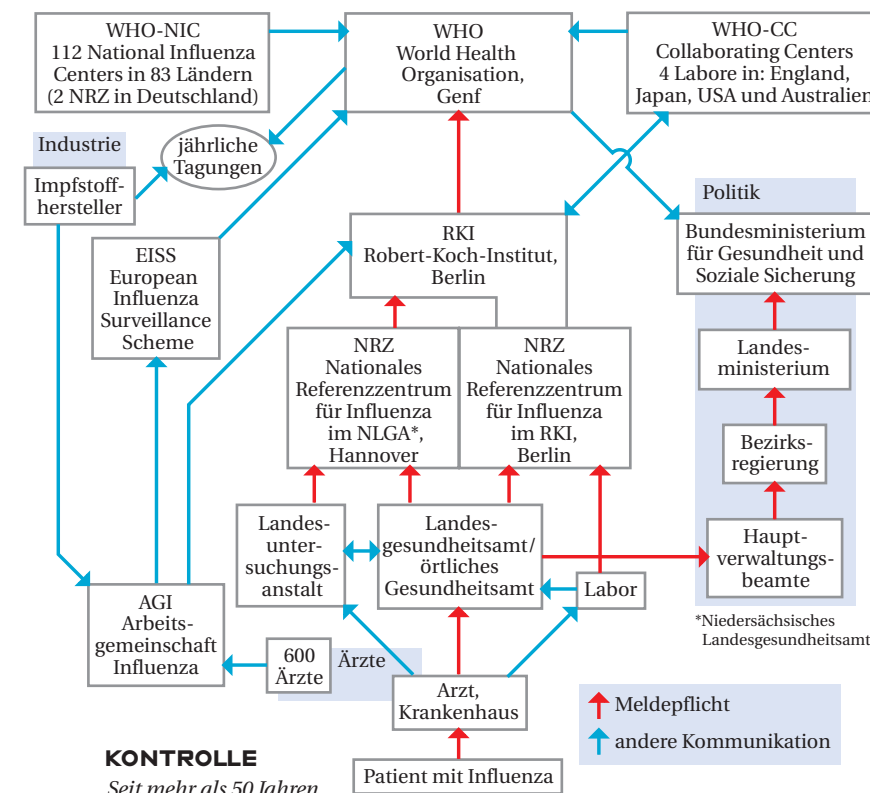 WHO-NIC
112 National Influenza
Centers in 83 Ländern
(2 NRZ in Deutschland)
WHO
World Health
Organisation,
Genf
WHO-CC
Collaborating Centers
4 Labore in: England,
Japan, USA und Australien
Industrie
jährliche
Tagungen
Impfstoff-
hersteller
Politik
EISS
European
Influenza
Surveillance
Scheme
RKI
Robert-Koch-Institut,
Berlin
Bundesministerium
für Gesundheit und
Soziale Sicherung
NRZ
Nationales
Referenzzentrum
für Influenza
im NLGA*,
Hannover
NRZ
Nationales
Referenzzentrum
für Influenza
im RKI,
Berlin
Landes-
ministerium
Bezirks-
regierung
Landes-
unter-
suchungs-
anstalt
Landes-
gesundheitsamt/
örtliches
Gesundheitsamt
Labor
Haupt-
verwaltungs-
beamte
*Niedersächsisches
Landesgesundheitsamt
AGI
Arbeits-
gemeinschaft
Influenza
600
Ärzte
Ärzte
Arzt,
Krankenhaus
Meldepflicht
andere Kommunikation
Patient mit Influenza
KONTROLLE
Seit mehr als 50 Jahren